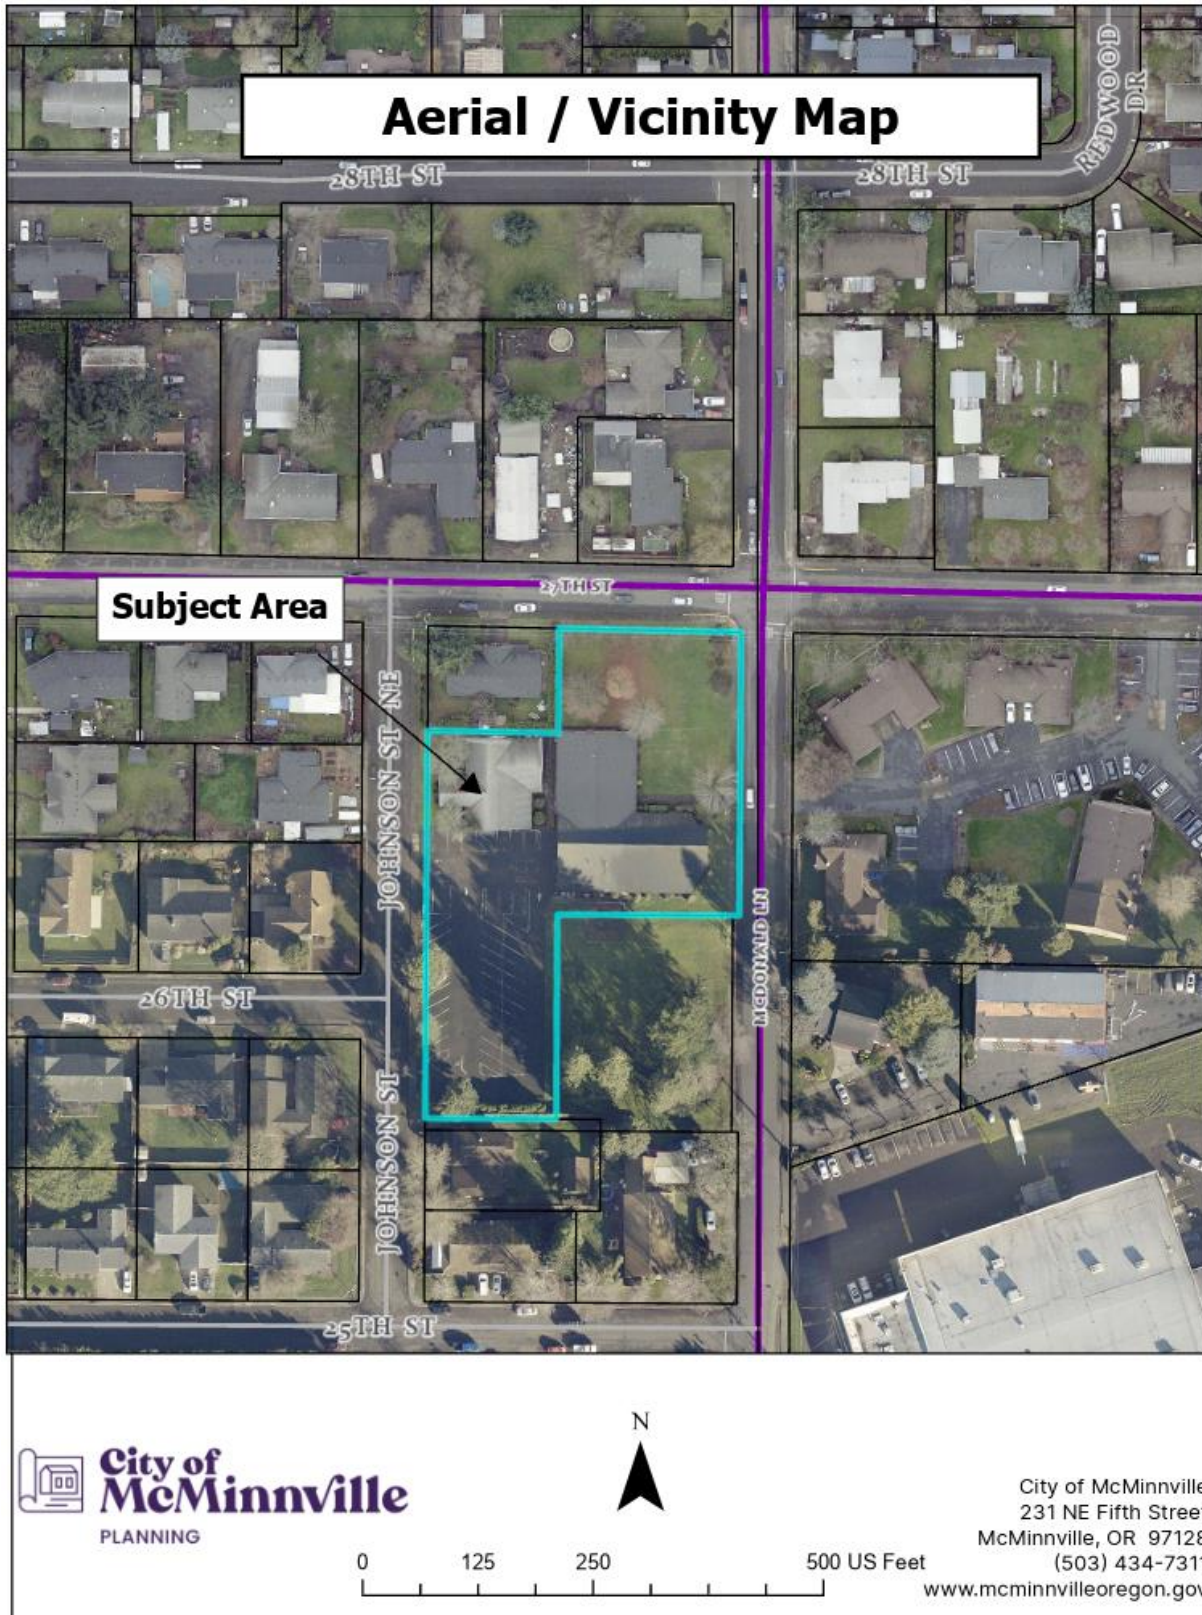 REDWOOD
DR
Aerial / Vicinity Map
28TH ST
28TH ST
27TH ST
Subject Area
JOHNSON ST NE
MCDONALD LN
26TH ST
JOHNSON ST
25TH ST
N
City of
McMinnville
PLANNING
0 125 250 500 US Feet
City of McMinnville
231 NE Fifth Street
McMinnville, OR 97128
(503) 434-7311
www.mcminnvilleoregon.gov